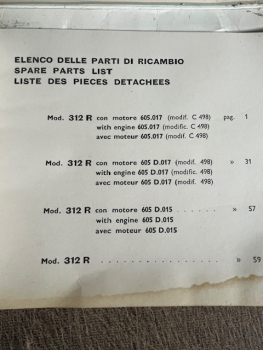 ELENCO DELLE PARTI DI RICAMBIO
SPARE PARTS LIST
LISTE DES PIECES DETACHEES
Mod. 312 R con motore 605.017 (modif. C 498) pag. 1
with engine 605.017 (modific. C 498)
avec moteur 605.017 (modif. C 498)
Mod. 312 R con motore 605 D.017 (modif. 498) » 31
with engine 605 D.017 (modific. 498)
avec moteur 605 D.017 (modif. 498)
Mod. 312 R con motore 605 D.015 . . . . . . » 57
with engine 605 D.015
avec moteur 605 D.015
Mod. 312 R . . . . . . . . . . . . . . . » 59